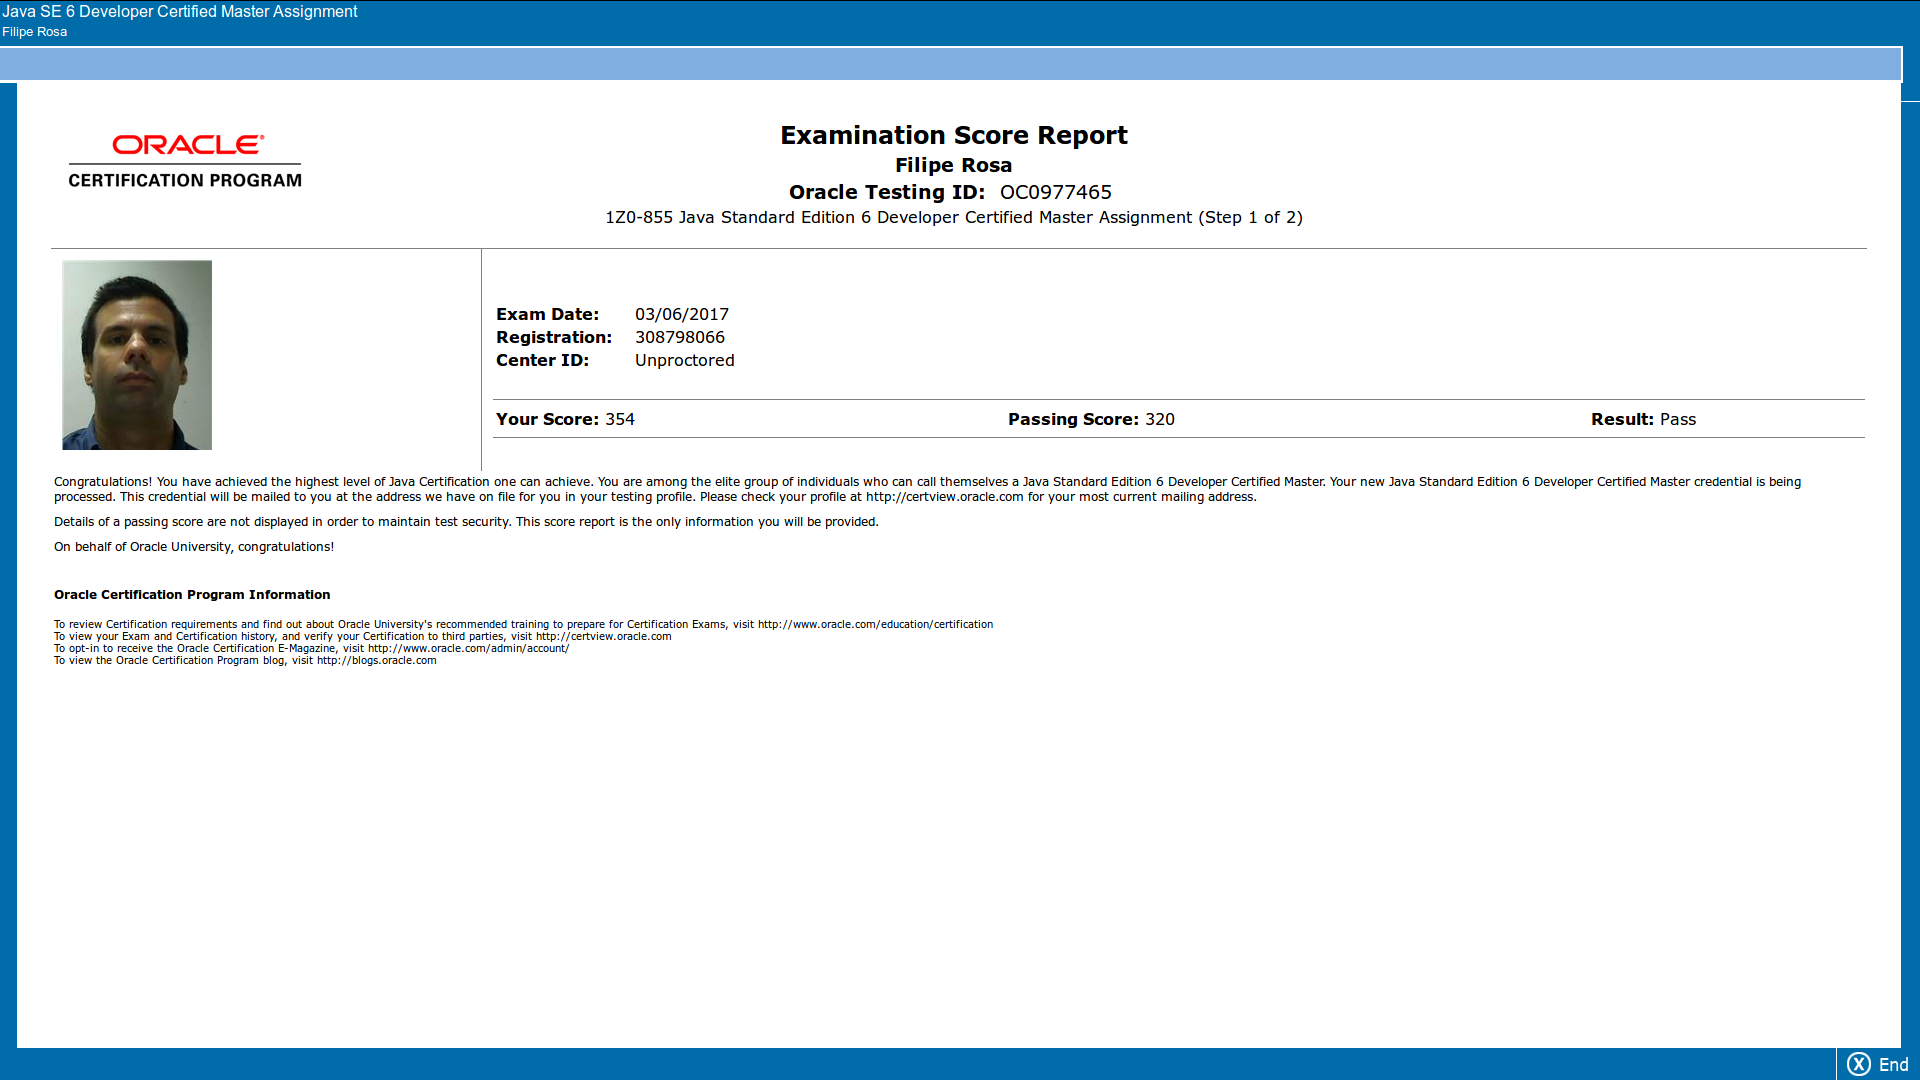 Java SE 6 Developer Certified Master Assignment
Filipe Rosa
ORACLE
CERTIFICATION PROGRAM
Examination Score Report
Filipe Rosa
Oracle Testing ID: OC0977465
1Z0-855 Java Standard Edition 6 Developer Certified Master Assignment (Step 1 of 2)
Exam Date: 03/06/2017
Registration: 308798066
Center ID: Unproctored
Your Score: 354 Passing Score: 320 Result: Pass
Congratulations! You have achieved the highest level of Java Certification one can achieve. You are among the elite group of individuals who can call themselves a Java Standard Edition 6 Developer Certified Master. Your new Java Standard Edition 6 Developer Certified Master credential is being
processed. This credential will be mailed to you at the address we have on file for you in your testing profile. Please check your profile at http://certview.oracle.com for your most current mailing address.
Details of a passing score are not displayed in order to maintain test security. This score report is the only information you will be provided.
On behalf of Oracle University, congratulations!
Oracle Certification Program Information
To review Certification requirements and find out about Oracle University's recommended training to prepare for Certification Exams, visit http://www.oracle.com/education/certification
To view your Exam and Certification history, and verify your Certification to third parties, visit http://certview.oracle.com
To opt-in to receive the Oracle Certification E-Magazine, visit http://www.oracle.com/admin/account/
To view the Oracle Certification Program blog, visit http://blogs.oracle.com
X End